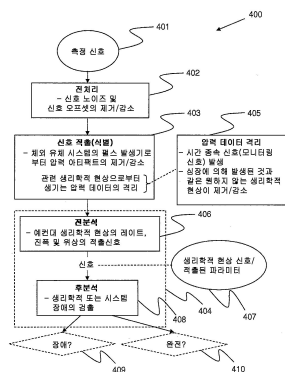 400
401
측정 신호
402
전처리
- 신호 노이즈 및
신호 오프셋의 제거/감소
403
신호 적출(식별)
- 체외 유체 시스템의 펄스 발생기로
부터 압력 아티팩트의 제거/감소
관련 생리학적 현상으로부터
생기는 압력 데이터의 격리
405
압력 데이터 격리
- 시간 종속 신호(모니터링
신호) 발생
- 심장에 의해 발생된 것과
같은 원하지 않는 생리학적
현상이 제거/감소
406
전분석
- 예컨대 생리학적 현상의 레이트,
진폭 및 위상의 적출신호
신호
생리학적 현상 신호/
적출된 파라미터
407
404
후분석
- 생리학적 또는 시스템
장애의 검출
408
장애?
409
완전?
410